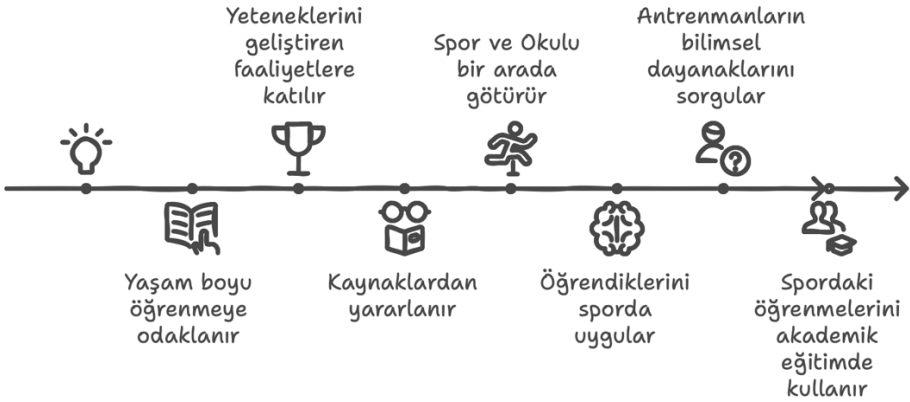 Yeteneklerini
geliştiren
faaliyetlere
katılır
Spor ve Okulu
bir arada
götürür
Antrenmanların
bilimsel
dayanaklarını
sorgular
Yaşam boyu
öğrenmeye
odaklanır
Kaynaklardan
yararlanır
Öğrendiklerini
sporda
uygular
Spordaki
öğrenmelerini
akademik
eğitimde
kullanır